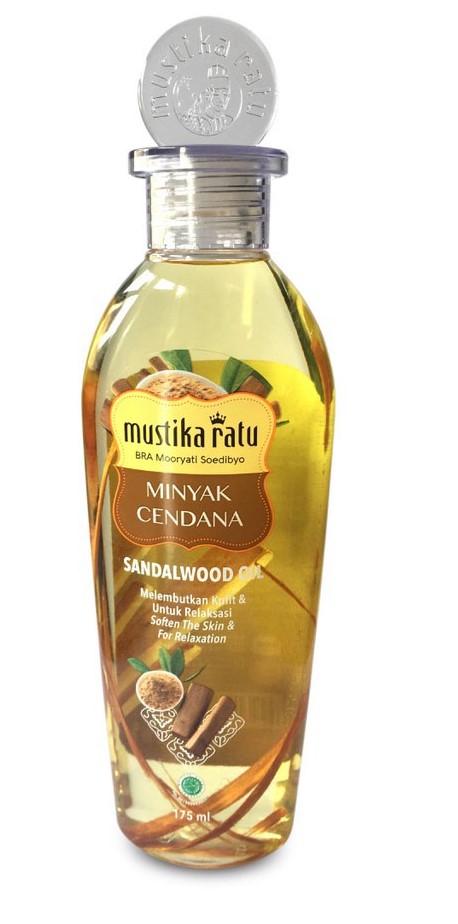 mustika ratu
mustika ratu
BRA Mooryati Soedibyo
MINYAK
CENDANA
SANDALWOOD OIL
Melembutkan Kulit &
Untuk Relaksasi
Soften The Skin &
For Relaxation
175 ml